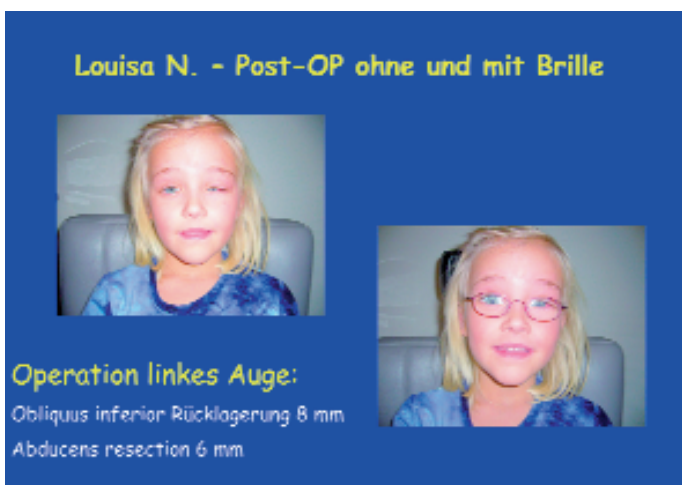 Louisa N. - Post-OP ohne und mit Brille
Operation linkes Auge:
Obliquus inferior Rücklagerung 8 mm
Abducens resection 6 mm